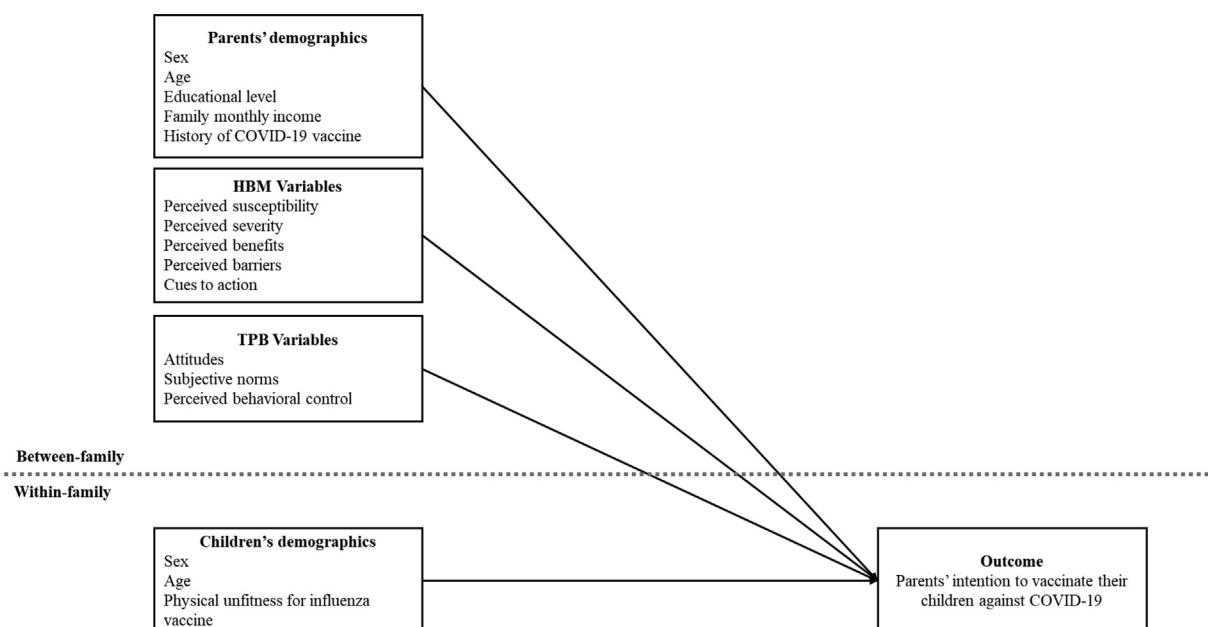 Parents' demographics
Sex
Age
Educational level
Family monthly income
History of COVID-19 vaccine
HBM Variables
Perceived susceptibility
Perceived severity
Perceived benefits
Perceived barriers
Cues to action
TPB Variables
Attitudes
Subjective norms
Perceived behavioral control
Between-family
Within-family
Children's demographics
Sex
Age
Physical unfitness for influenza
vaccine
Outcome
Parents' intention to vaccinate their
children against COVID-19